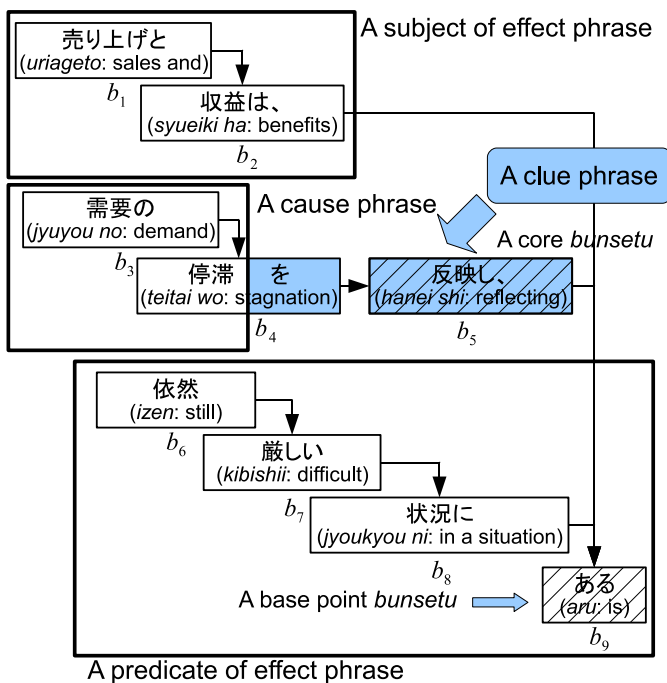 A subject of effect phrase
売り上げと
(uriageto: sales and)
b1
収益は、
(syueiki ha: benefits)
b2
A clue phrase
A cause phrase
需要の
(jyuyou no: demand)
b3
A core bunsetu
停滞 を
(teitai wo: stagnation)
b4
反映し、
(hanei shi: reflecting)
b5
依然
(izen: still)
b6
厳しい
(kibishii: difficult)
b7
状況に
(jyoukyou ni: in a situation)
b8
A base point bunsetu
ある
(aru: is)
b9
A predicate of effect phrase